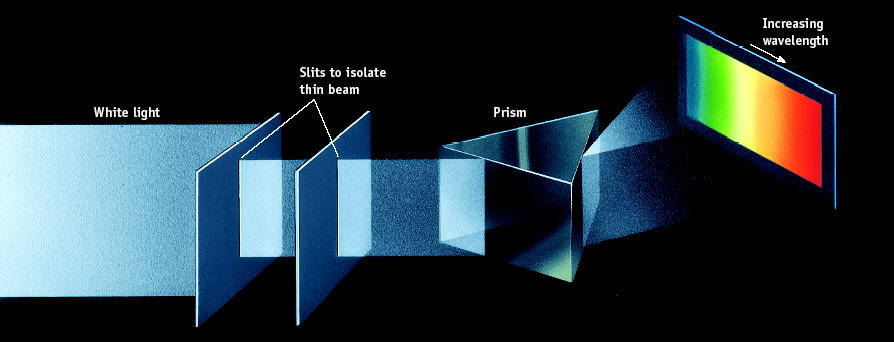 White light
Slits to isolate
thin beam
Prism
Increasing
wavelength